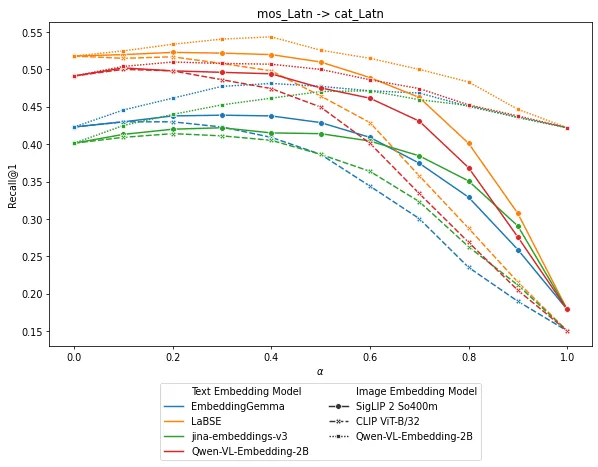 mos_Latn -> cat_Latn
Recall@1
0.55
0.50
0.45
0.40
0.35
0.30
0.25
0.20
0.15
0.0
0.2
0.4
0.6
0.8
1.0
α
Text Embedding Model
EmbeddingGemma
LaBSE
jina-embeddings-v3
Qwen-VL-Embedding-2B
Image Embedding Model
SigLIP 2 So400m
CLIP ViT-B/32
Qwen-VL-Embedding-2B